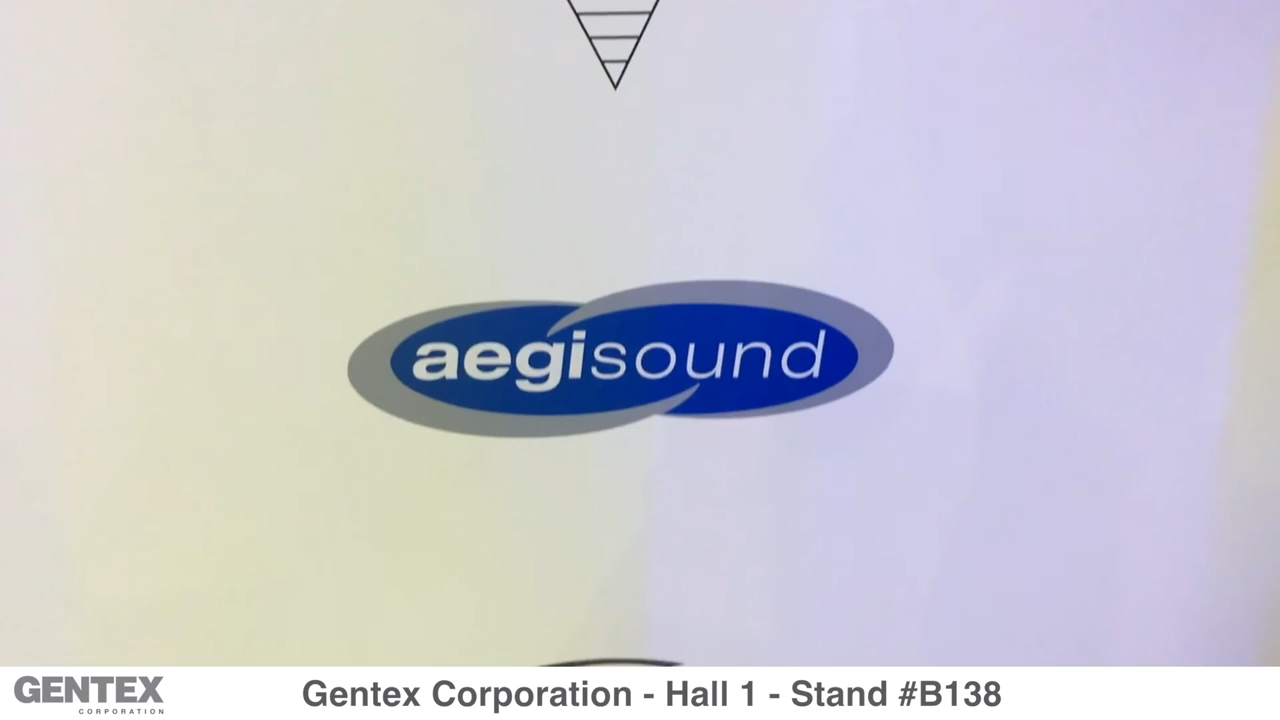 aegisound
GENTEX
CORPORATION
Gentex Corporation - Hall 1 - Stand #B138